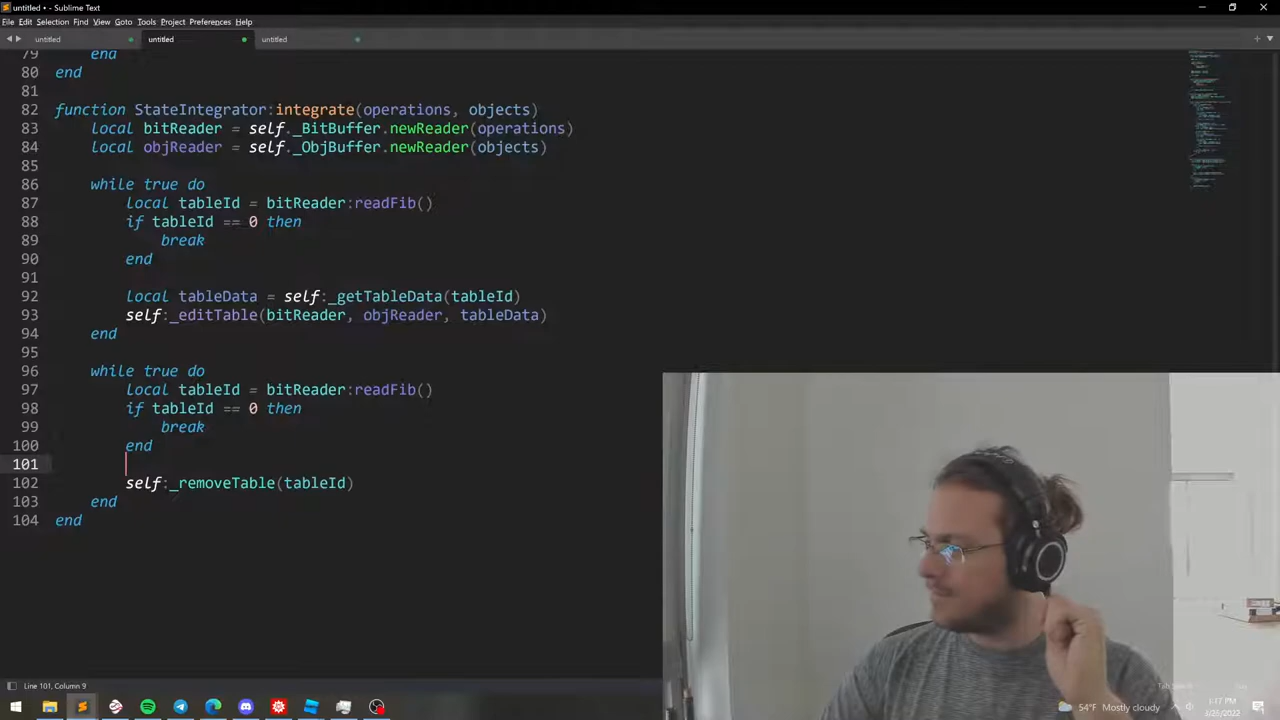 untitled • - Sublime Text
File Edit Selection Find View Goto Tools Project Preferences Help
untitled untitled untitled
79 end
80 end
81
82 function StateIntegrator:integrate(operations, objects)
83 local bitReader = self._BitBuffer.newReader(operations)
84 local objReader = self._ObjBuffer.newReader(objects)
85
86 while true do
87 local tableId = bitReader:readFib()
88 if tableId == 0 then
89 break
90 end
91
92 local tableData = self:_getTableData(tableId)
93 self:_editTable(bitReader, objReader, tableData)
94 end
95
96 while true do
97 local tableId = bitReader:readFib()
98 if tableId == 0 then
99 break
100 end
101
102 self:_removeTable(tableId)
103 end
104 end
Line 101, Column 9
54°F Mostly cloudy
1:17 PM